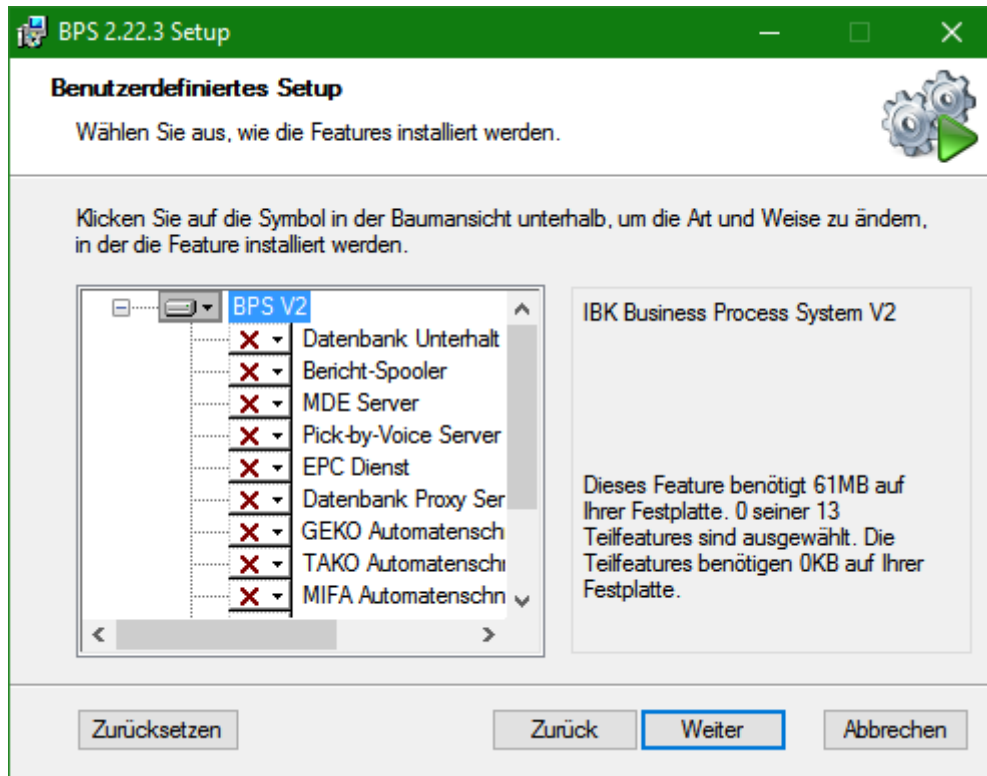 BPS 2.22.3 Setup
Benutzerdefiniertes Setup
Wählen Sie aus, wie die Features installiert werden.
Klicken Sie auf die Symbol in der Baumansicht unterhalb, um die Art und Weise zu ändern,
in der die Feature installiert werden.
BPS V2
Datenbank Unterhalt
Bericht-Spooler
MDE Server
Pick-by-Voice Server
EPC Dienst
Datenbank Proxy Ser
GEKO Automatensch
TAKO Automatenschr
MIFA Automatenschn
IBK Business Process System V2
Dieses Feature benötigt 61MB auf
Ihrer Festplatte. 0 seiner 13
Teilfeatures sind ausgewählt. Die
Teilfeatures benötigen 0KB auf Ihrer
Festplatte.
Zurücksetzen
Zurück
Weiter
Abbrechen